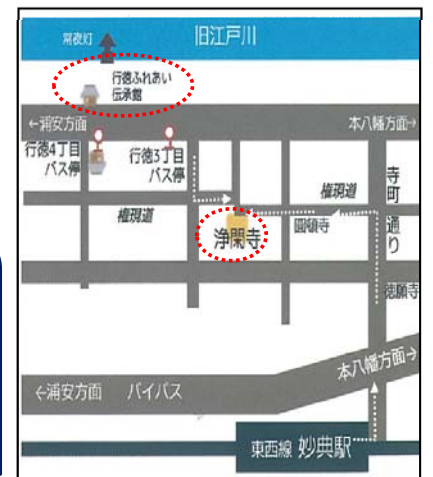 常夜灯
旧江戸川
行徳ふれあい
伝承館
←浦安方面
本八幡方面→
行徳4丁目
バス停
行徳3丁目
バス停
寺町通り
権現道
権現道
圓頓寺
浄閑寺
徳願寺
本八幡方面→
←浦安方面 バイパス
東西線 妙典駅